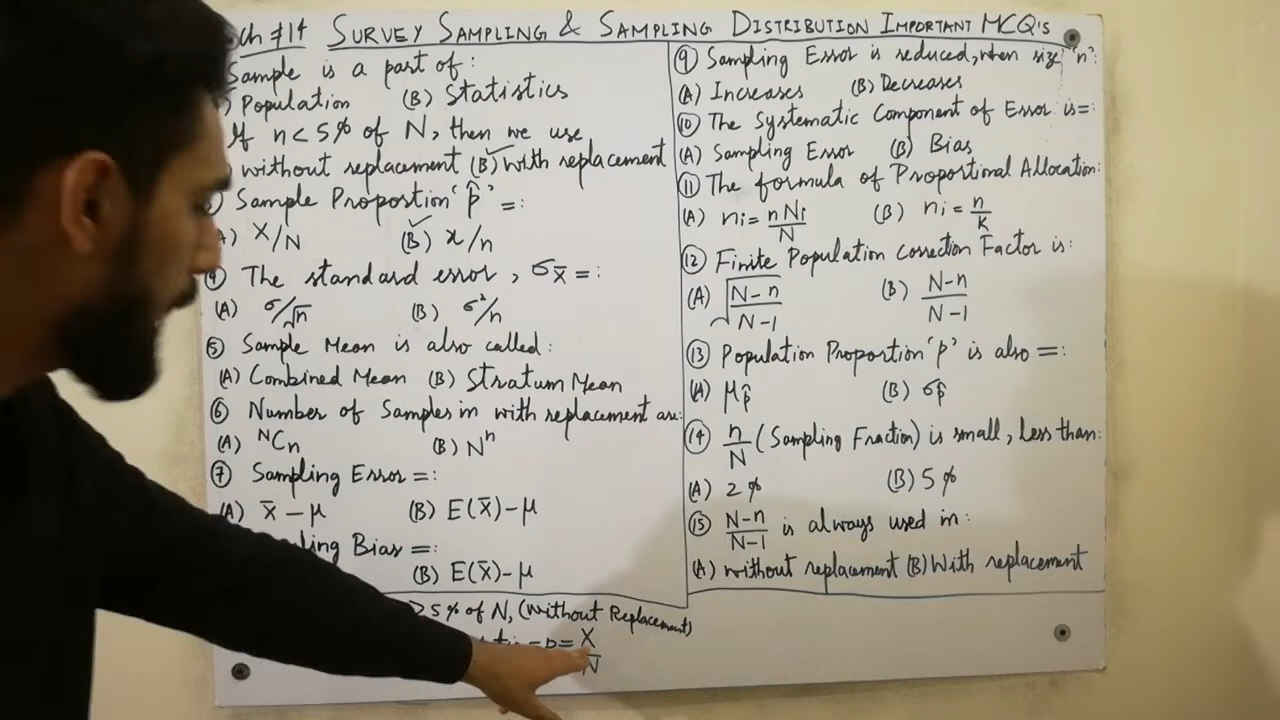 ch #14 SURVEY SAMPLING & SAMPLING DISTRIBUTION IMPORTANT MCQ's
Sample is a part of:
) Population (B) Statistics
If n < 5% of N, then we use
) without replacement (B) with replacement
Sample Proportion 'p̂' =:
A) X/N (B) x/n
④ The standard error, σx̄ =:
(A) σ/√n (B) σ²/n
⑤ Sample Mean is also called:
(A) Combined Mean (B) Stratum Mean
⑥ Number of Samples in with replacement are:
(A) ᴺCn (B) Nⁿ
⑦ Sampling Error =:
A) x̄ - μ (B) E(x̄) - μ
Bias =:
(B) E(x̄) - μ
> 5% of N, (Without Replacement)
p = X/N
⑨ Sampling Error is reduced, when size "n":
(A) Increases (B) Decreases
⑩ The Systematic Component of Error is =:
(A) Sampling Error (B) Bias
⑪ The formula of Proportional Allocation:
(A) ni = nNi/N (B) ni = n/k
⑫ Finite Population Correction Factor is:
(A) √(N-n/N-1) (B) N-n/N-1
⑬ Population Proportion 'p' is also =:
(A) μp̂ (B) σp̂
⑭ n/N (Sampling Fraction) is small, less than:
(A) 2% (B) 5%
⑮ N-n/N-1 is always used in:
(A) without replacement (B) With replacement